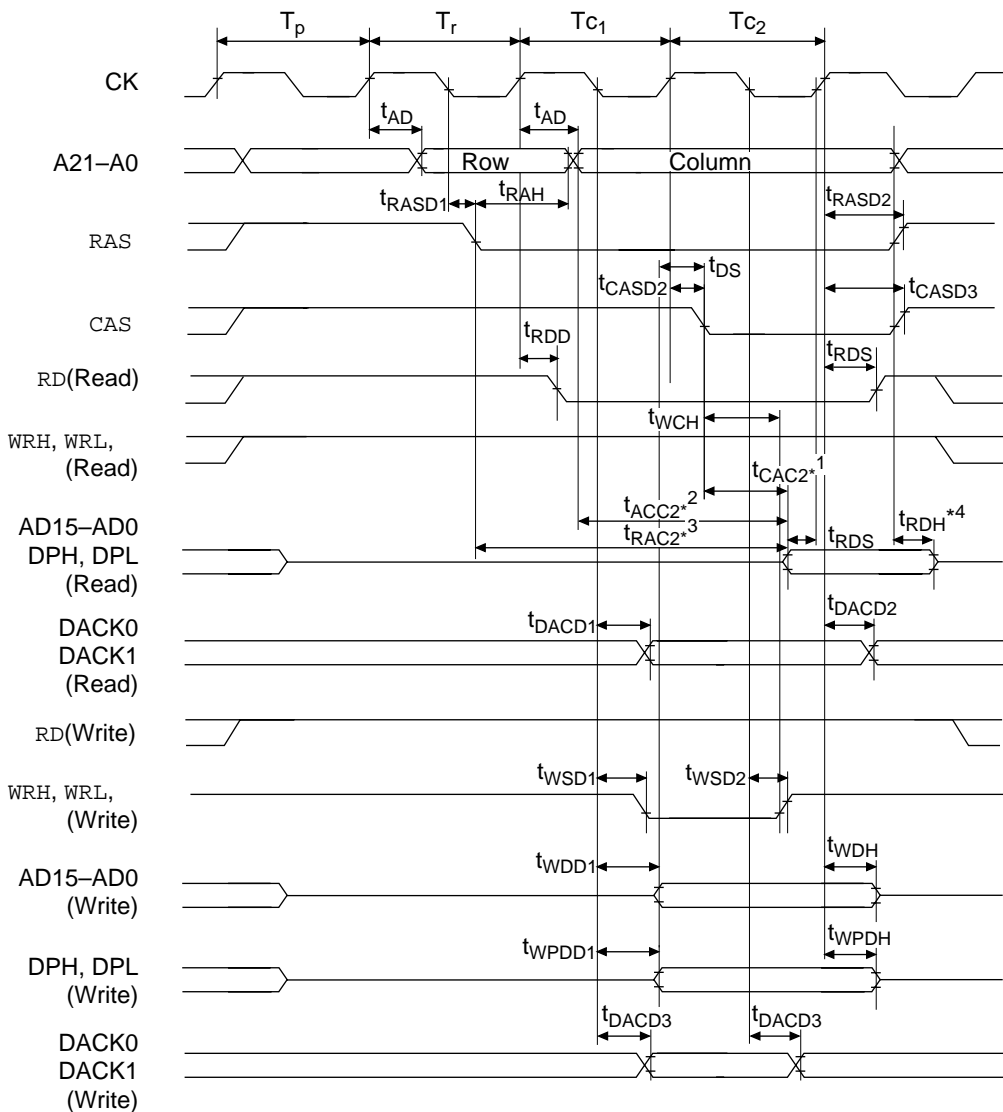 Tp Tr Tc1 Tc2
CK
tAD tAD
A21–A0 Row Column
tRASD1 tRAH tRASD2
RAS
tDS
tCASD2 tCASD3
CAS
tRDD tRDS
RD(Read)
tWCH
WRH, WRL,
(Read)
tCAC2*1
tACC2*2
tRAC2*3
tRDS
tRDH*4
AD15–AD0
DPH, DPL
(Read)
tDACD1 tDACD2
DACK0
DACK1
(Read)
RD(Write)
tWSD1 tWSD2
WRH, WRL,
(Write)
tWDD1 tWDH
AD15–AD0
(Write)
tWPDD1 tWPDH
DPH, DPL
(Write)
tDACD3 tDACD3
DACK0
DACK1
(Write)